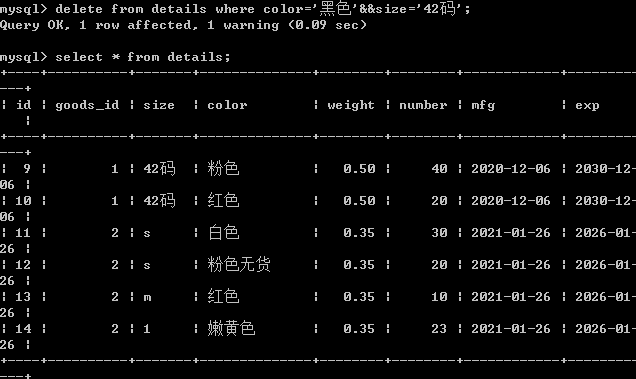 mysql> delete from details where color='黑色'&&size='42码';
Query OK, 1 row affected, 1 warning (0.09 sec)
mysql> select * from details;
+----+----------+-------+--------------+--------+--------+------------+---------
---+
| id | goods_id | size  | color        | weight | number | mfg        | exp
   |
+----+----------+-------+--------------+--------+--------+------------+---------
---+
|  9 |        1 | 42码  | 粉色         |   0.50 |     40 | 2020-12-06 | 2030-12-
06 |
| 10 |        1 | 42码  | 红色         |   0.50 |     20 | 2020-12-06 | 2030-12-
06 |
| 11 |        2 | s     | 白色         |   0.35 |     30 | 2021-01-26 | 2026-01-
26 |
| 12 |        2 | s     | 粉色无货     |   0.35 |     20 | 2021-01-26 | 2026-01-
26 |
| 13 |        2 | m     | 红色         |   0.35 |     10 | 2021-01-26 | 2026-01-
26 |
| 14 |        2 | l     | 嫩黄色       |   0.35 |     23 | 2021-01-26 | 2026-01-
26 |
+----+----------+-------+--------------+--------+--------+------------+---------
---+